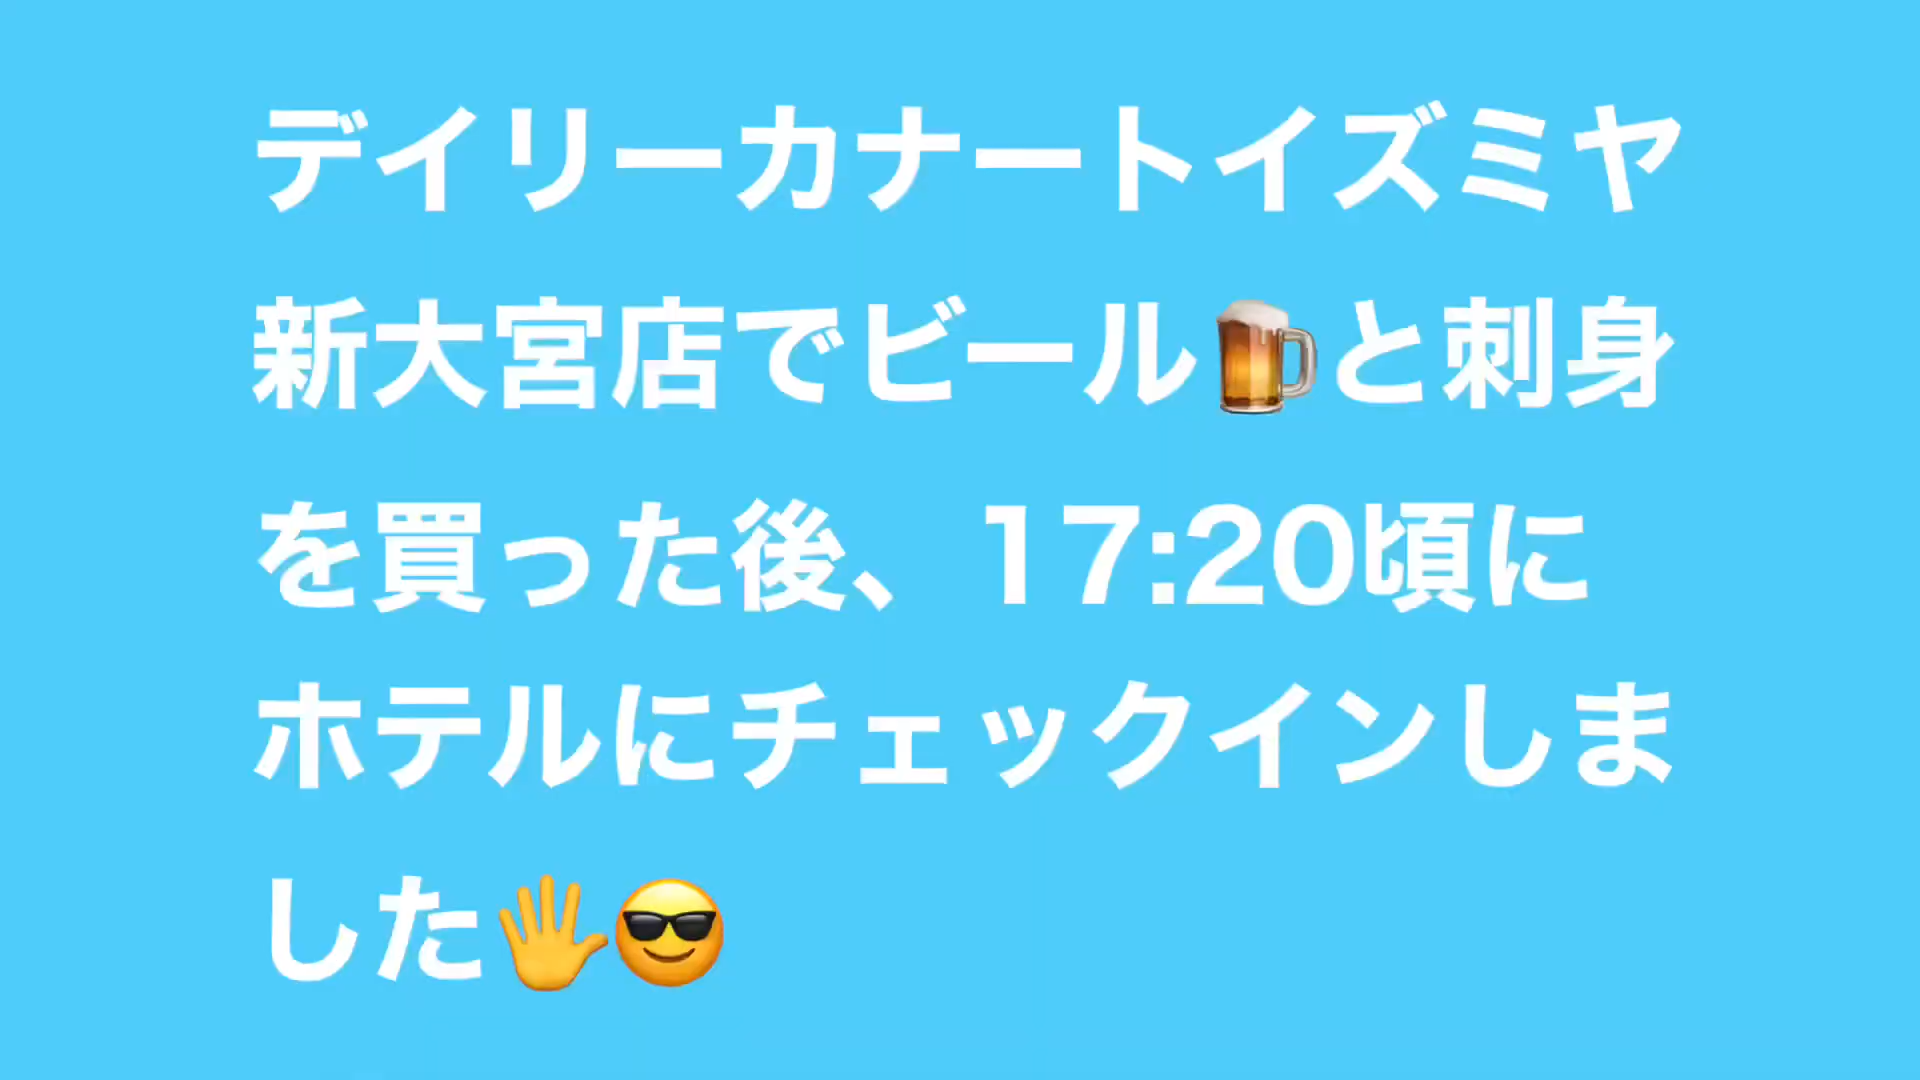 デイリーカナートイズミヤ
新大宮店でビール🍺と刺身
を買った後、17:20頃に
ホテルにチェックインしま
した🖐😎